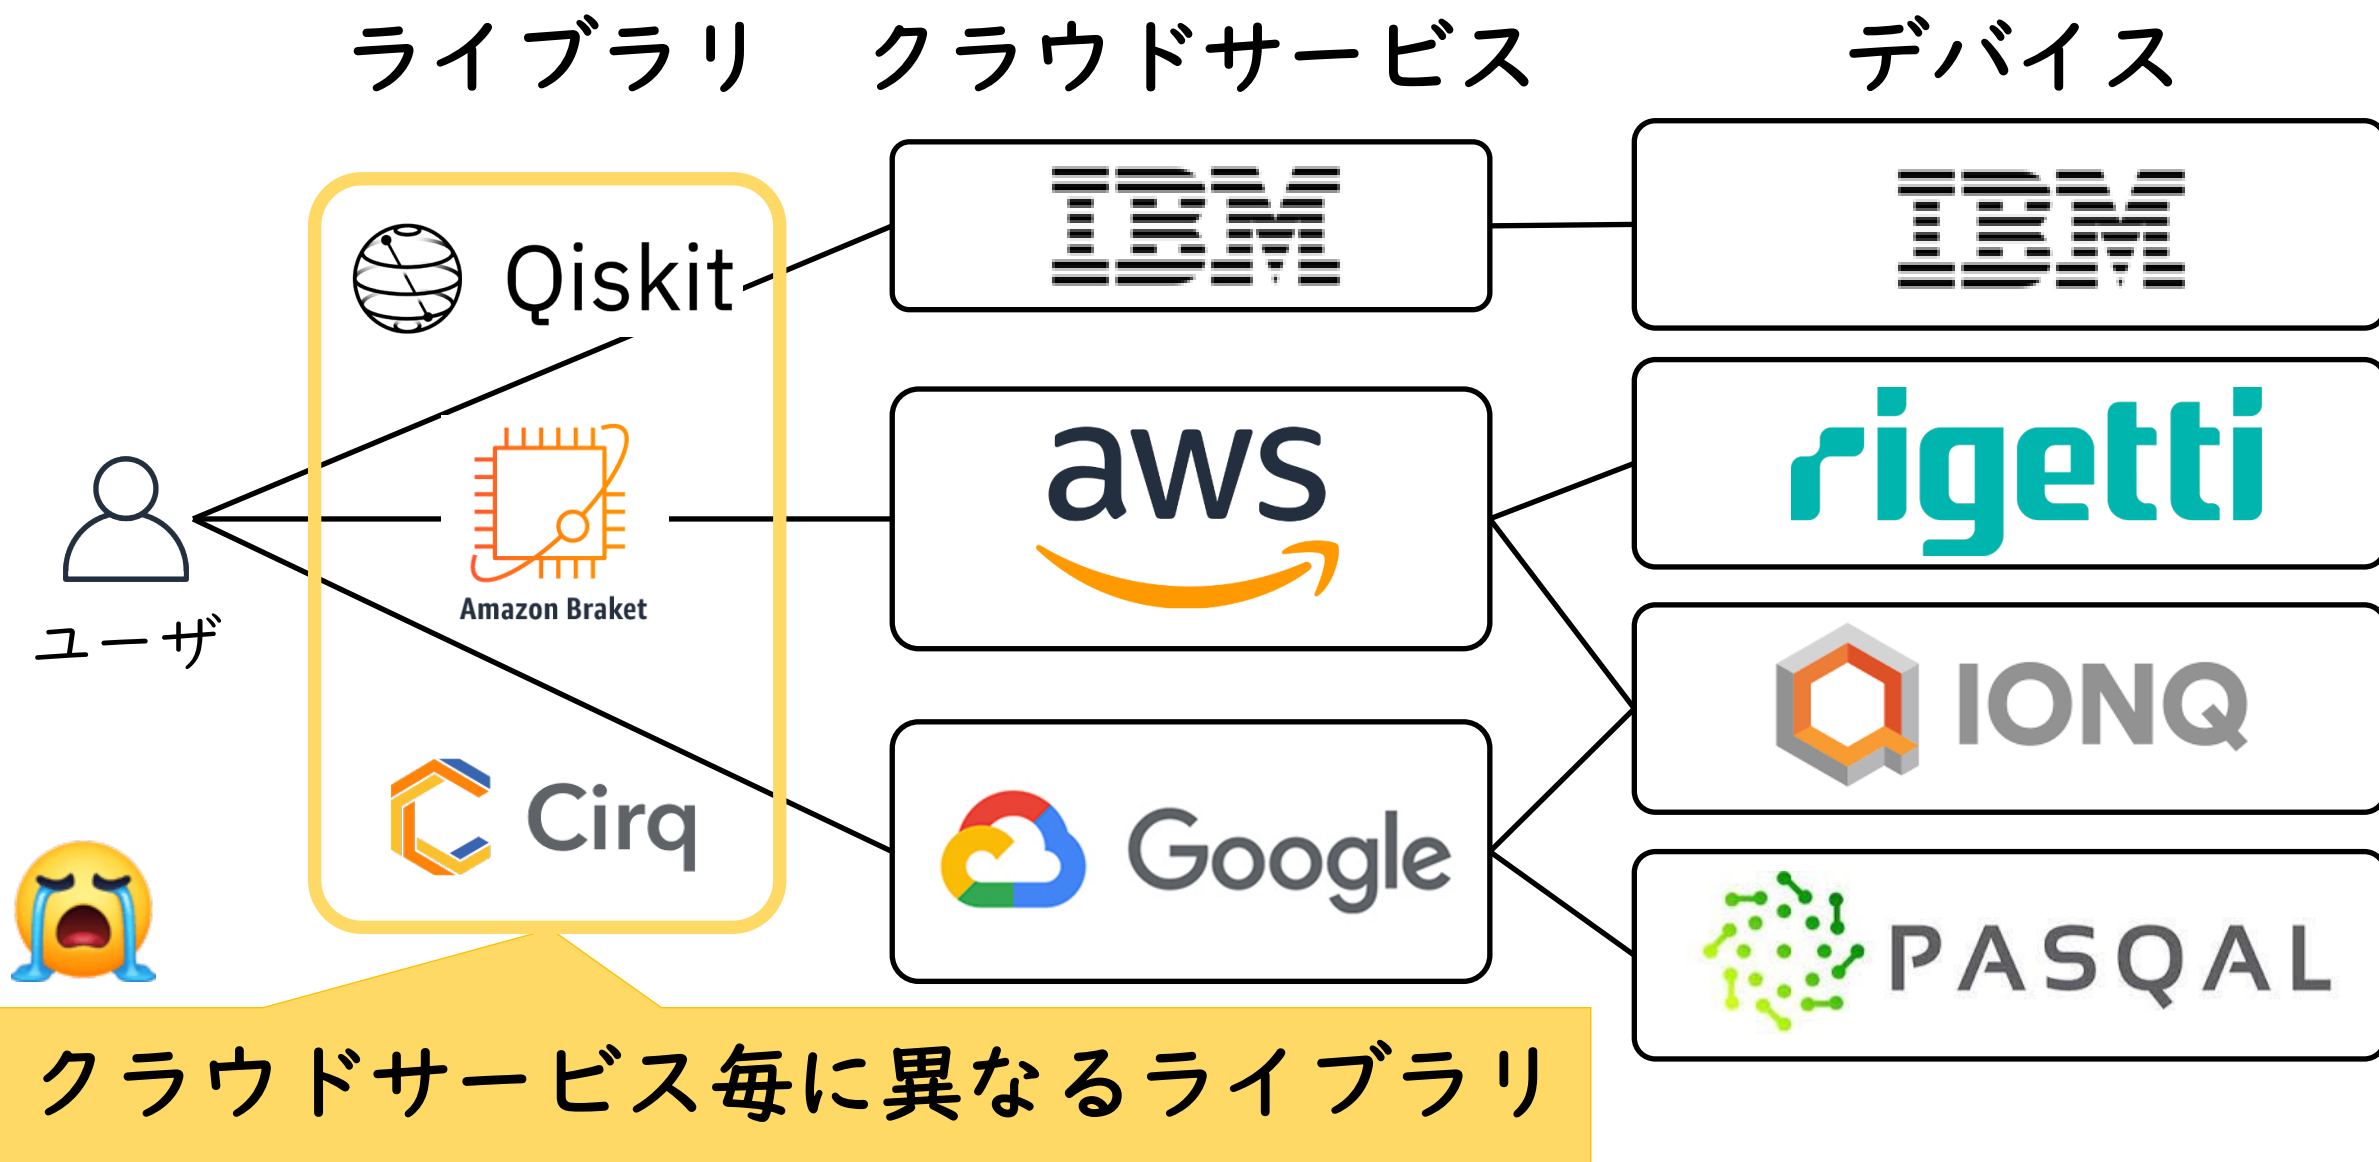 ライブラリ クラウドサービス デバイス
Qiskit
IBM
IBM
Amazon Braket
aws
rigetti
ユーザ
IONQ
Cirq
Google
PASQAL
クラウドサービス毎に異なるライブラリ